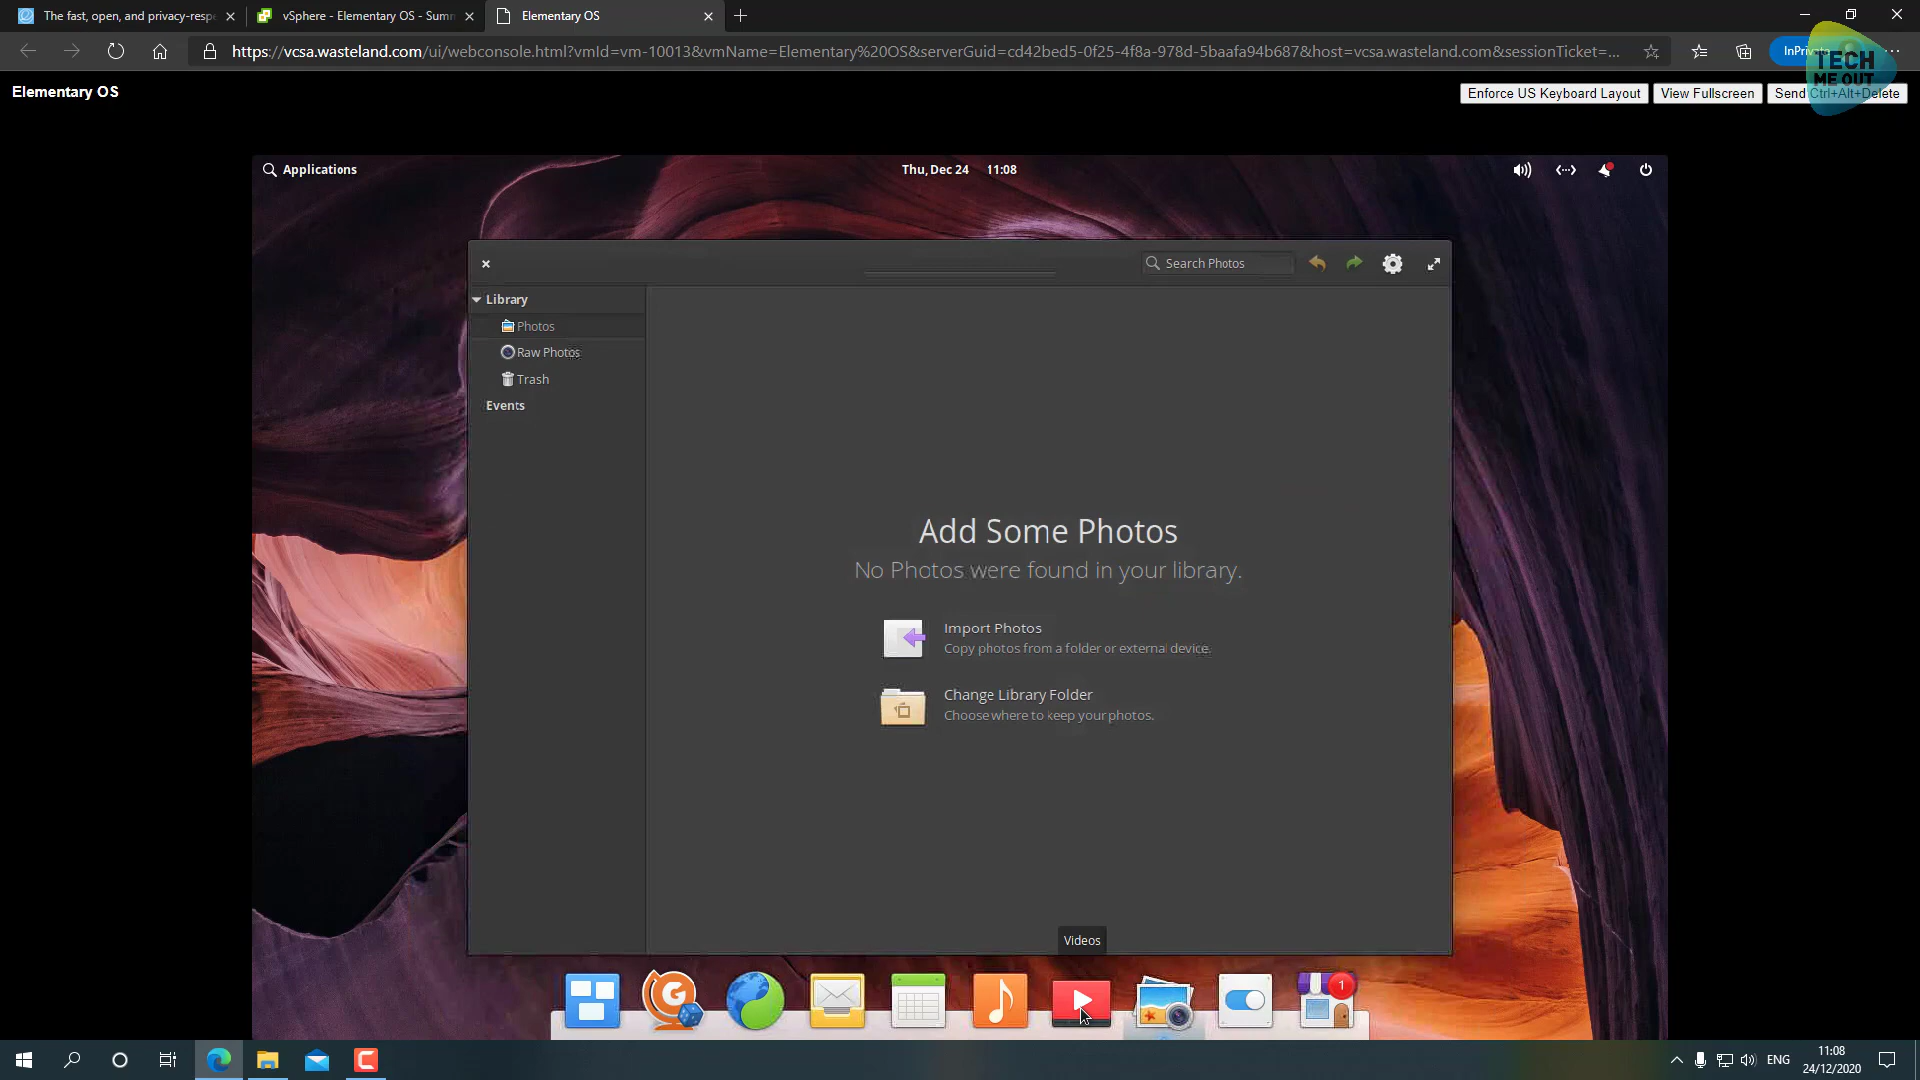 The fast, open, and privacy-resp
vSphere - Elementary OS - Summ
Elementary OS
https://vcsa.wasteland.com/ui/webconsole.html?vmId=vm-10013&vmName=Elementary%20OS&serverGuid=cd42bed5-0f25-4f8a-978d-5baafa94b687&host=vcsa.wasteland.com&sessionTicket=...
InPrivate
TECH
ME OUT
Elementary OS
Enforce US Keyboard Layout
View Fullscreen
Send Ctrl+Alt+Delete
Applications
Thu, Dec 24 11:08
Search Photos
Library
Photos
Raw Photos
Trash
Events
Add Some Photos
No Photos were found in your library.
Import Photos
Copy photos from a folder or external device.
Change Library Folder
Choose where to keep your photos.
Videos
G
1
ENG
11:08
24/12/2020